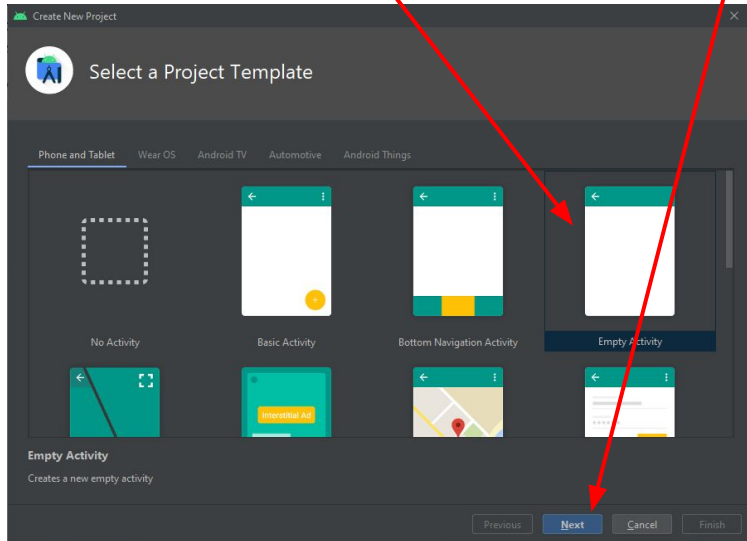 Create New Project
Select a Project Template
Phone and Tablet Wear OS Android TV Automotive Android Things
No Activity Basic Activity Bottom Navigation Activity Empty Activity
Interstitial Ad
Empty Activity
Creates a new empty activity
Previous Next Cancel Finish